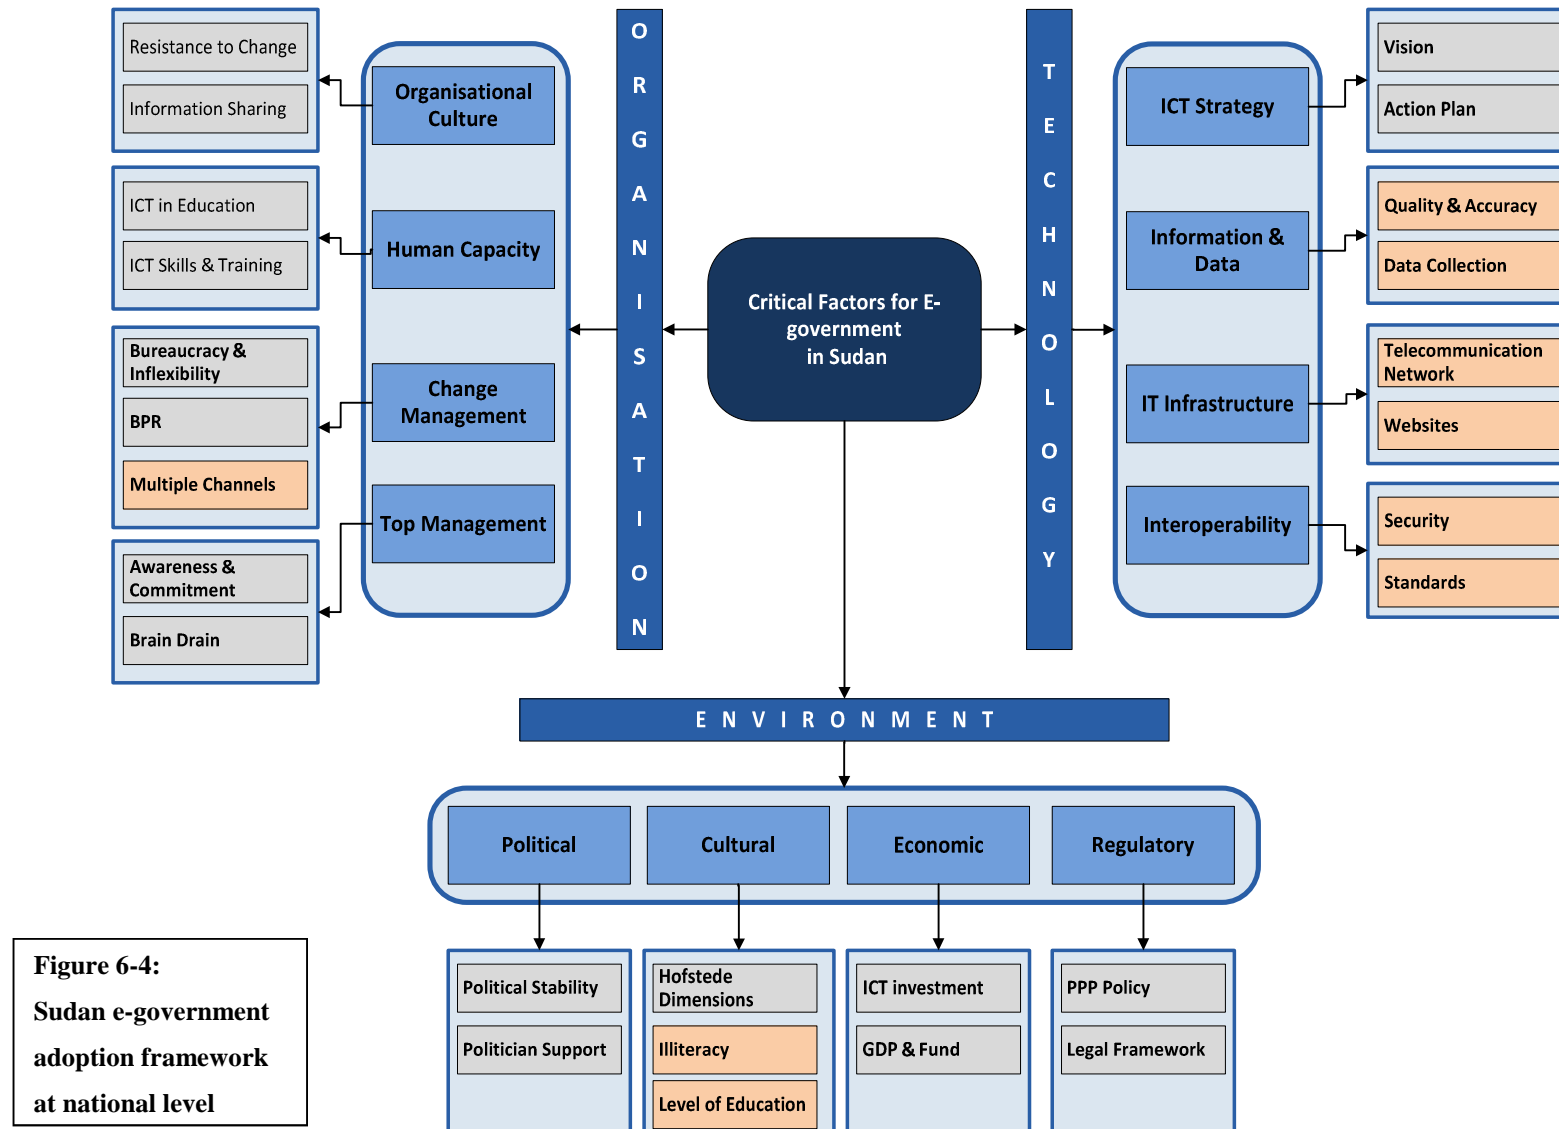 Resistance to Change
Information Sharing
ICT in Education
ICT Skills & Training
Bureaucracy &
Inflexibility
BPR
Multiple Channels
Awareness &
Commitment
Brain Drain
Organisational
Culture
Human Capacity
Change
Management
Top Management
ORGANISATION
Critical Factors for E-
government
in Sudan
TECHNOLOGY
ICT Strategy
Information &
Data
IT Infrastructure
Interoperability
Vision
Action Plan
Quality & Accuracy
Data Collection
Telecommunication
Network
Websites
Security
Standards
ENVIRONMENT
Political
Cultural
Economic
Regulatory
Political Stability
Politician Support
Hofstede
Dimensions
Illiteracy
Level of Education
ICT investment
GDP & Fund
PPP Policy
Legal Framework
Figure 6-4:
Sudan e-government
adoption framework
at national level